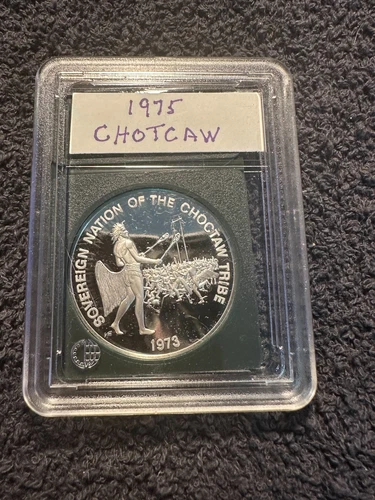 1975
CHOTCAW
SOVEREIGN NATION OF THE CHOCTAW TRIBE
1973